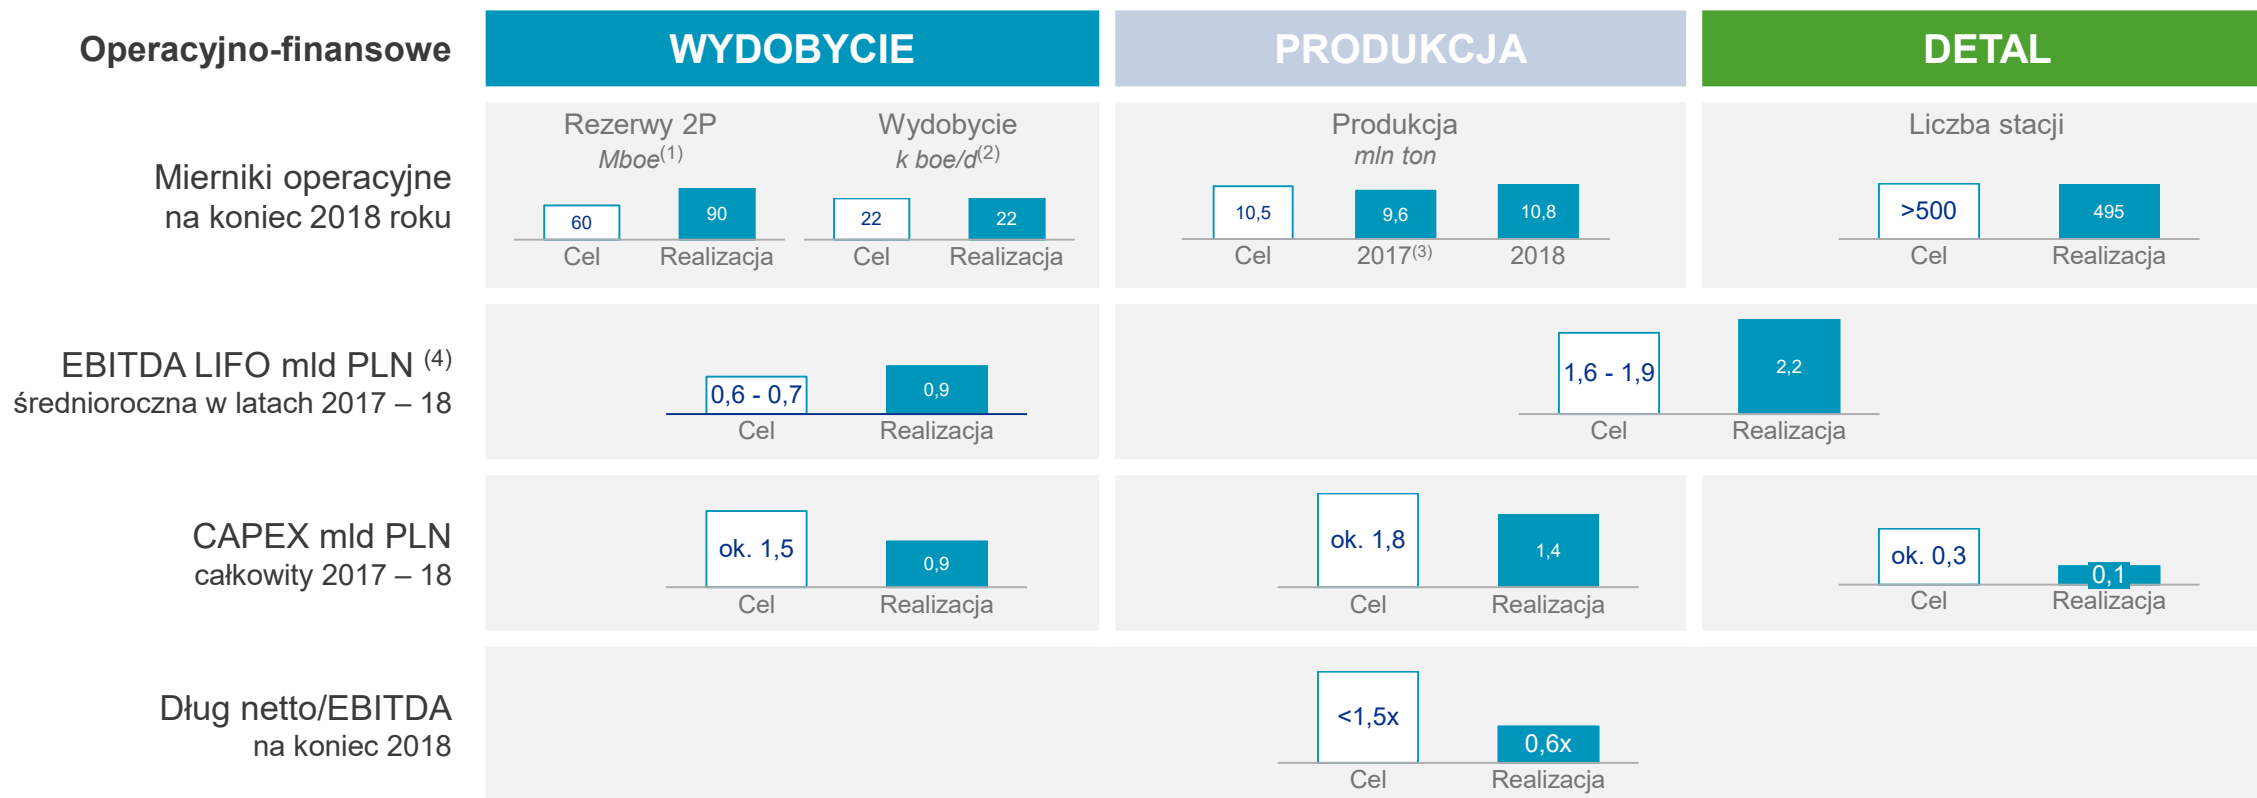 Operacyjno-finansowe
WYDOBYCIE
PRODUKCJA
DETAL
Mierniki operacyjne
na koniec 2018 roku
Rezerwy 2P
Mboe(1)
60
90
Cel
Realizacja
Wydobycie
k boe/d(2)
22
22
Cel
Realizacja
Produkcja
mln ton
10,5
9,6
10,8
Cel
2017(3)
2018
Liczba stacji
>500
495
Cel
Realizacja
EBITDA LIFO mld PLN (4)
średnioroczna w latach 2017 – 18
0,6 - 0,7
0,9
Cel
Realizacja
1,6 - 1,9
2,2
Cel
Realizacja
CAPEX mld PLN
całkowity 2017 – 18
ok. 1,5
0,9
Cel
Realizacja
ok. 1,8
1,4
Cel
Realizacja
ok. 0,3
0,1
Cel
Realizacja
Dług netto/EBITDA
na koniec 2018
<1,5x
0,6x
Cel
Realizacja